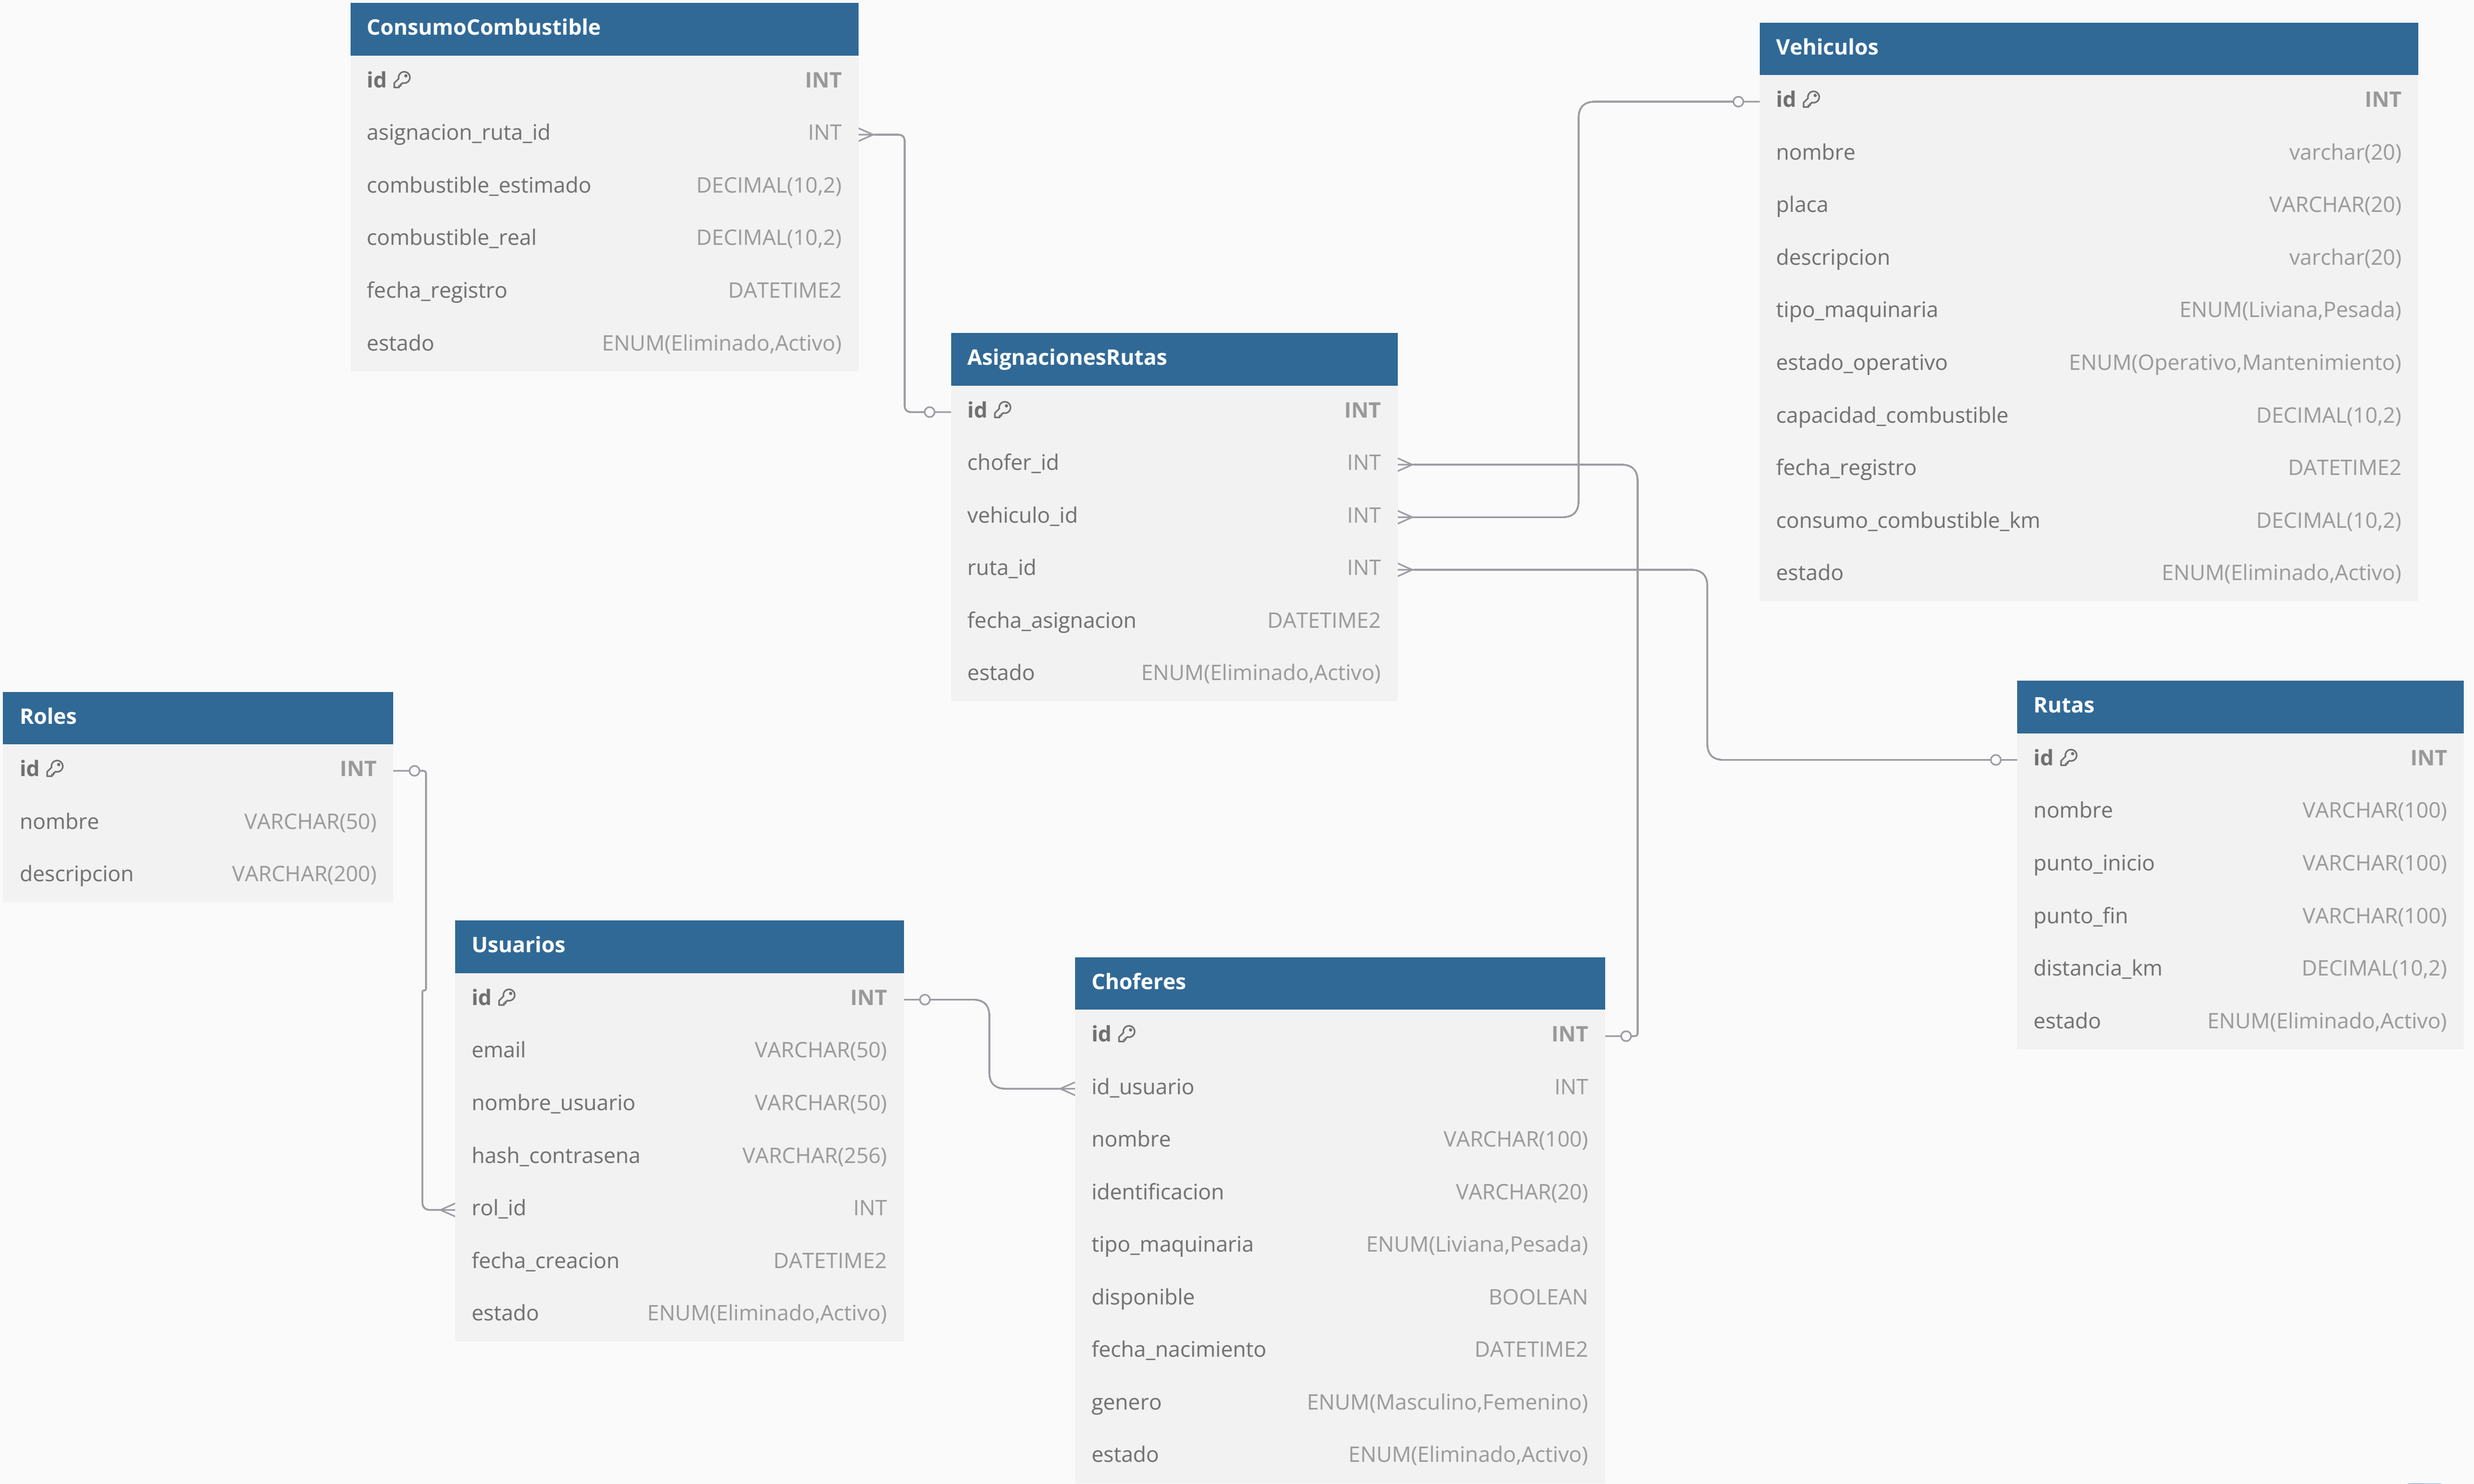 ConsumoCombustible
id INT
asignacion_ruta_id INT
combustible_estimado DECIMAL(10,2)
combustible_real DECIMAL(10,2)
fecha_registro DATETIME2
estado ENUM(Eliminado,Activo)
Vehiculos
id INT
nombre varchar(20)
placa VARCHAR(20)
descripcion varchar(20)
tipo_maquinaria ENUM(Liviana,Pesada)
estado_operativo ENUM(Operativo,Mantenimiento)
capacidad_combustible DECIMAL(10,2)
fecha_registro DATETIME2
consumo_combustible_km DECIMAL(10,2)
estado ENUM(Eliminado,Activo)
AsignacionesRutas
id INT
chofer_id INT
vehiculo_id INT
ruta_id INT
fecha_asignacion DATETIME2
estado ENUM(Eliminado,Activo)
Roles
id INT
nombre VARCHAR(50)
descripcion VARCHAR(200)
Rutas
id INT
nombre VARCHAR(100)
punto_inicio VARCHAR(100)
punto_fin VARCHAR(100)
distancia_km DECIMAL(10,2)
estado ENUM(Eliminado,Activo)
Usuarios
id INT
email VARCHAR(50)
nombre_usuario VARCHAR(50)
hash_contrasena VARCHAR(256)
rol_id INT
fecha_creacion DATETIME2
estado ENUM(Eliminado,Activo)
Choferes
id INT
id_usuario INT
nombre VARCHAR(100)
identificacion VARCHAR(20)
tipo_maquinaria ENUM(Liviana,Pesada)
disponible BOOLEAN
fecha_nacimiento DATETIME2
genero ENUM(Masculino,Femenino)
estado ENUM(Eliminado,Activo)